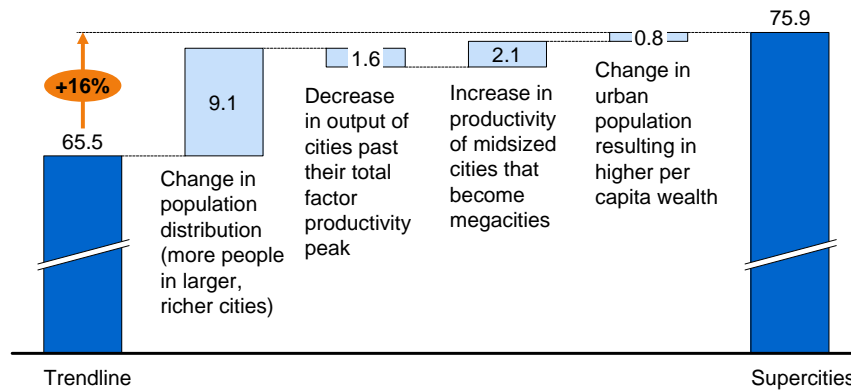 75.9
0.8
1.6
2.1
+16%
9.1
65.5
Change in
population
distribution
(more people
in larger,
richer cities)
Decrease
in output of
cities past
their total
factor
productivity
peak
Increase in
productivity
of midsized
cities that
become
megacities
Change in
urban
population
resulting in
higher per
capita wealth
Trendline
Supercities